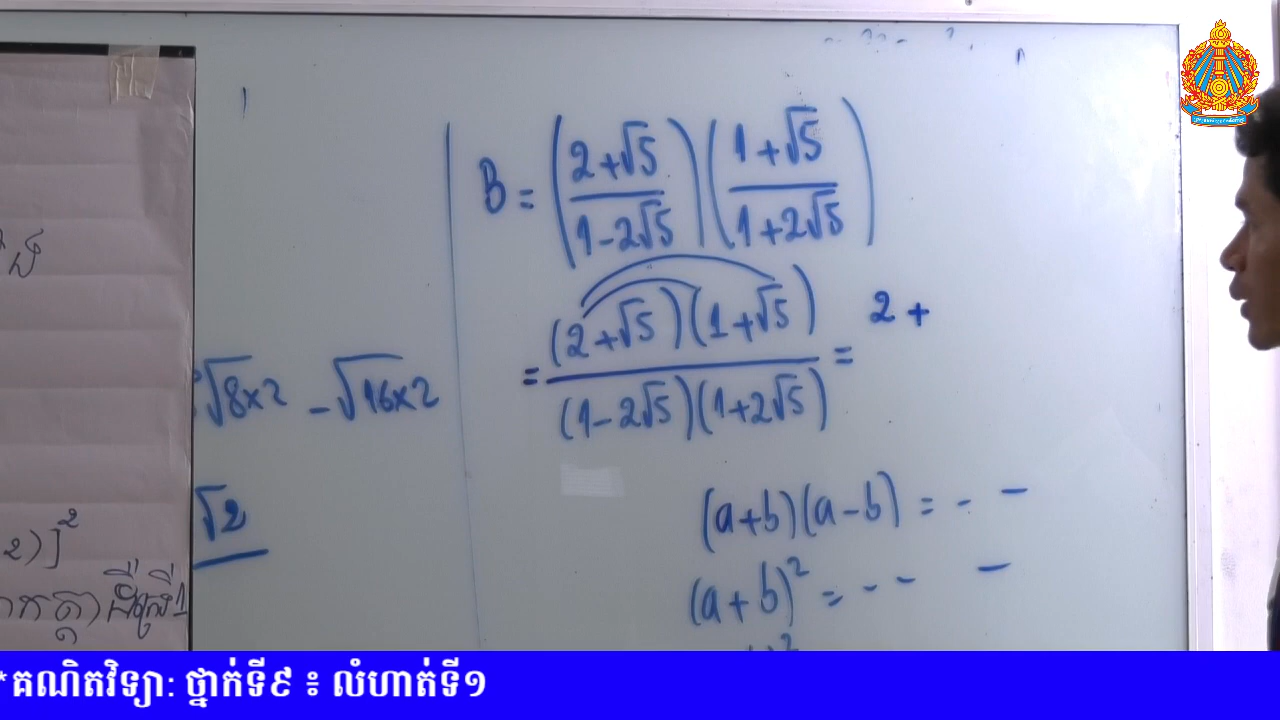 B = (2+√5 / 1-2√5)(1+√5 / 1+2√5)
= (2+√5)(1+√5) / (1-2√5)(1+2√5) = 2 +
√8×2 - √16×2
√2
(a+b)(a-b) = - -
(a+b)² = -- -
2)]²
*គណិតវិទ្យា: ថ្នាក់ទី៩ ៖ លំហាត់ទី១